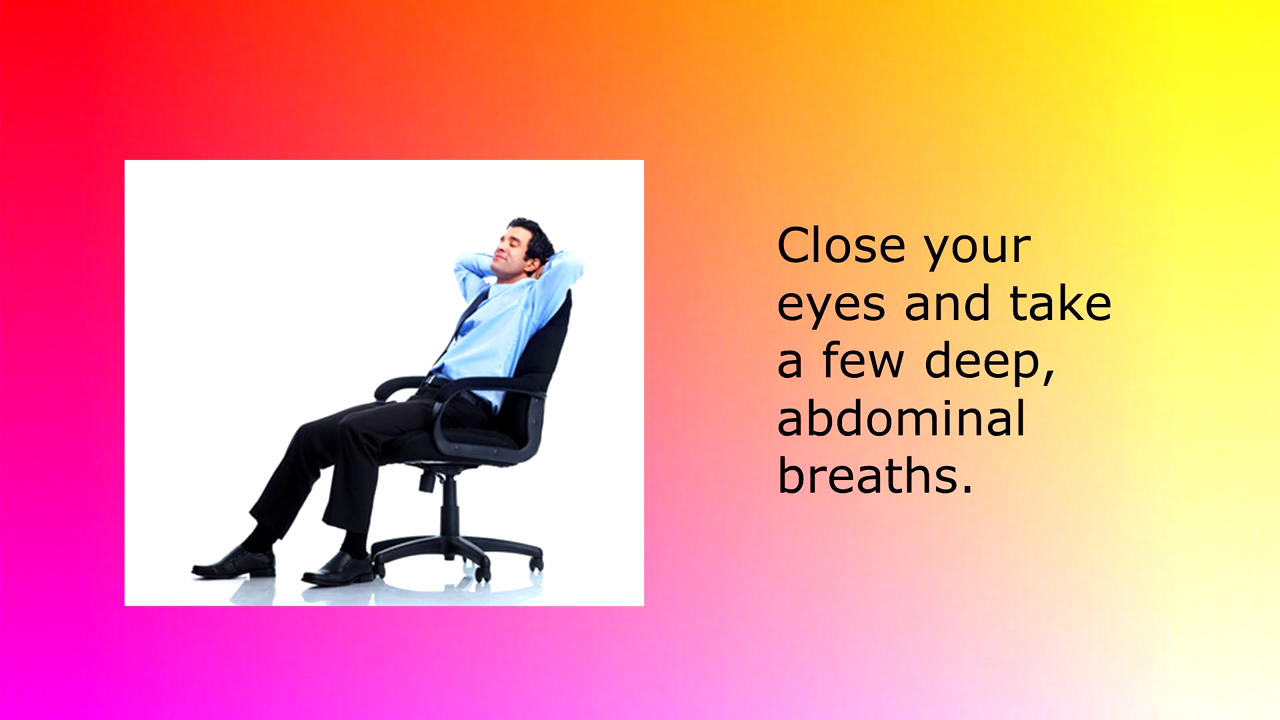 Close your
eyes and take
a few deep,
abdominal
breaths.